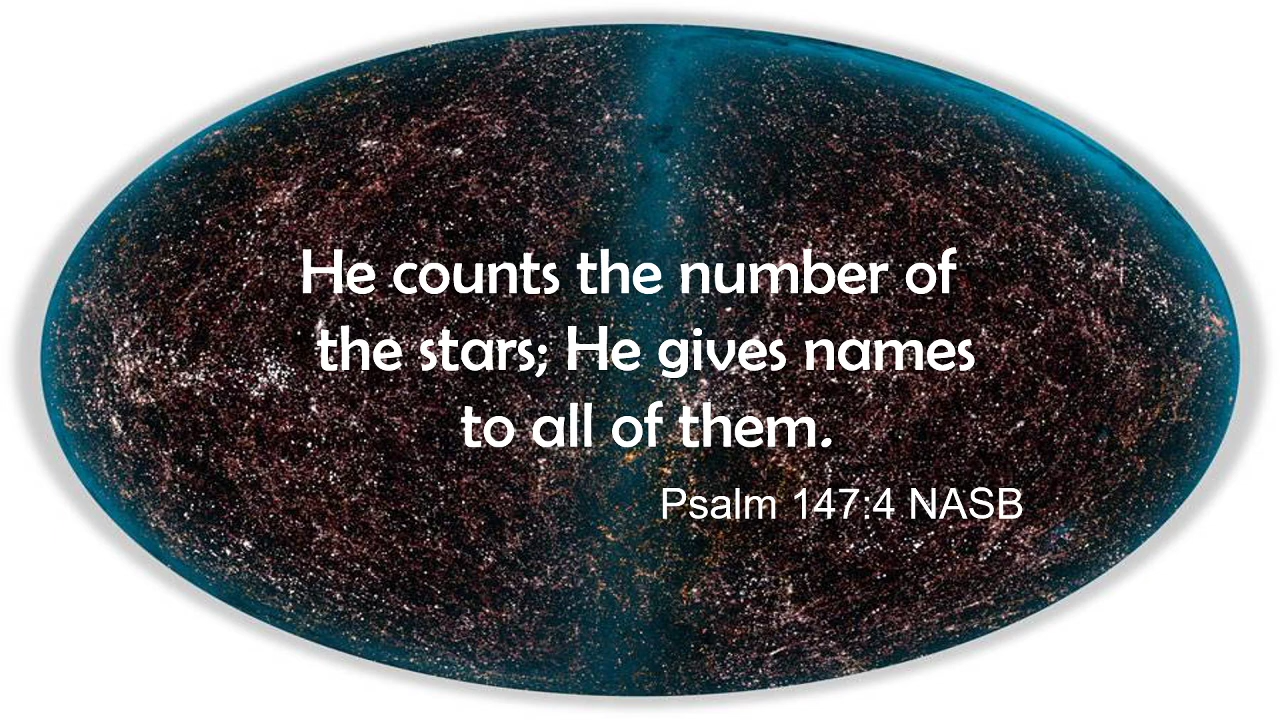 He counts the number of
the stars; He gives names
to all of them.
Psalm 147:4 NASB